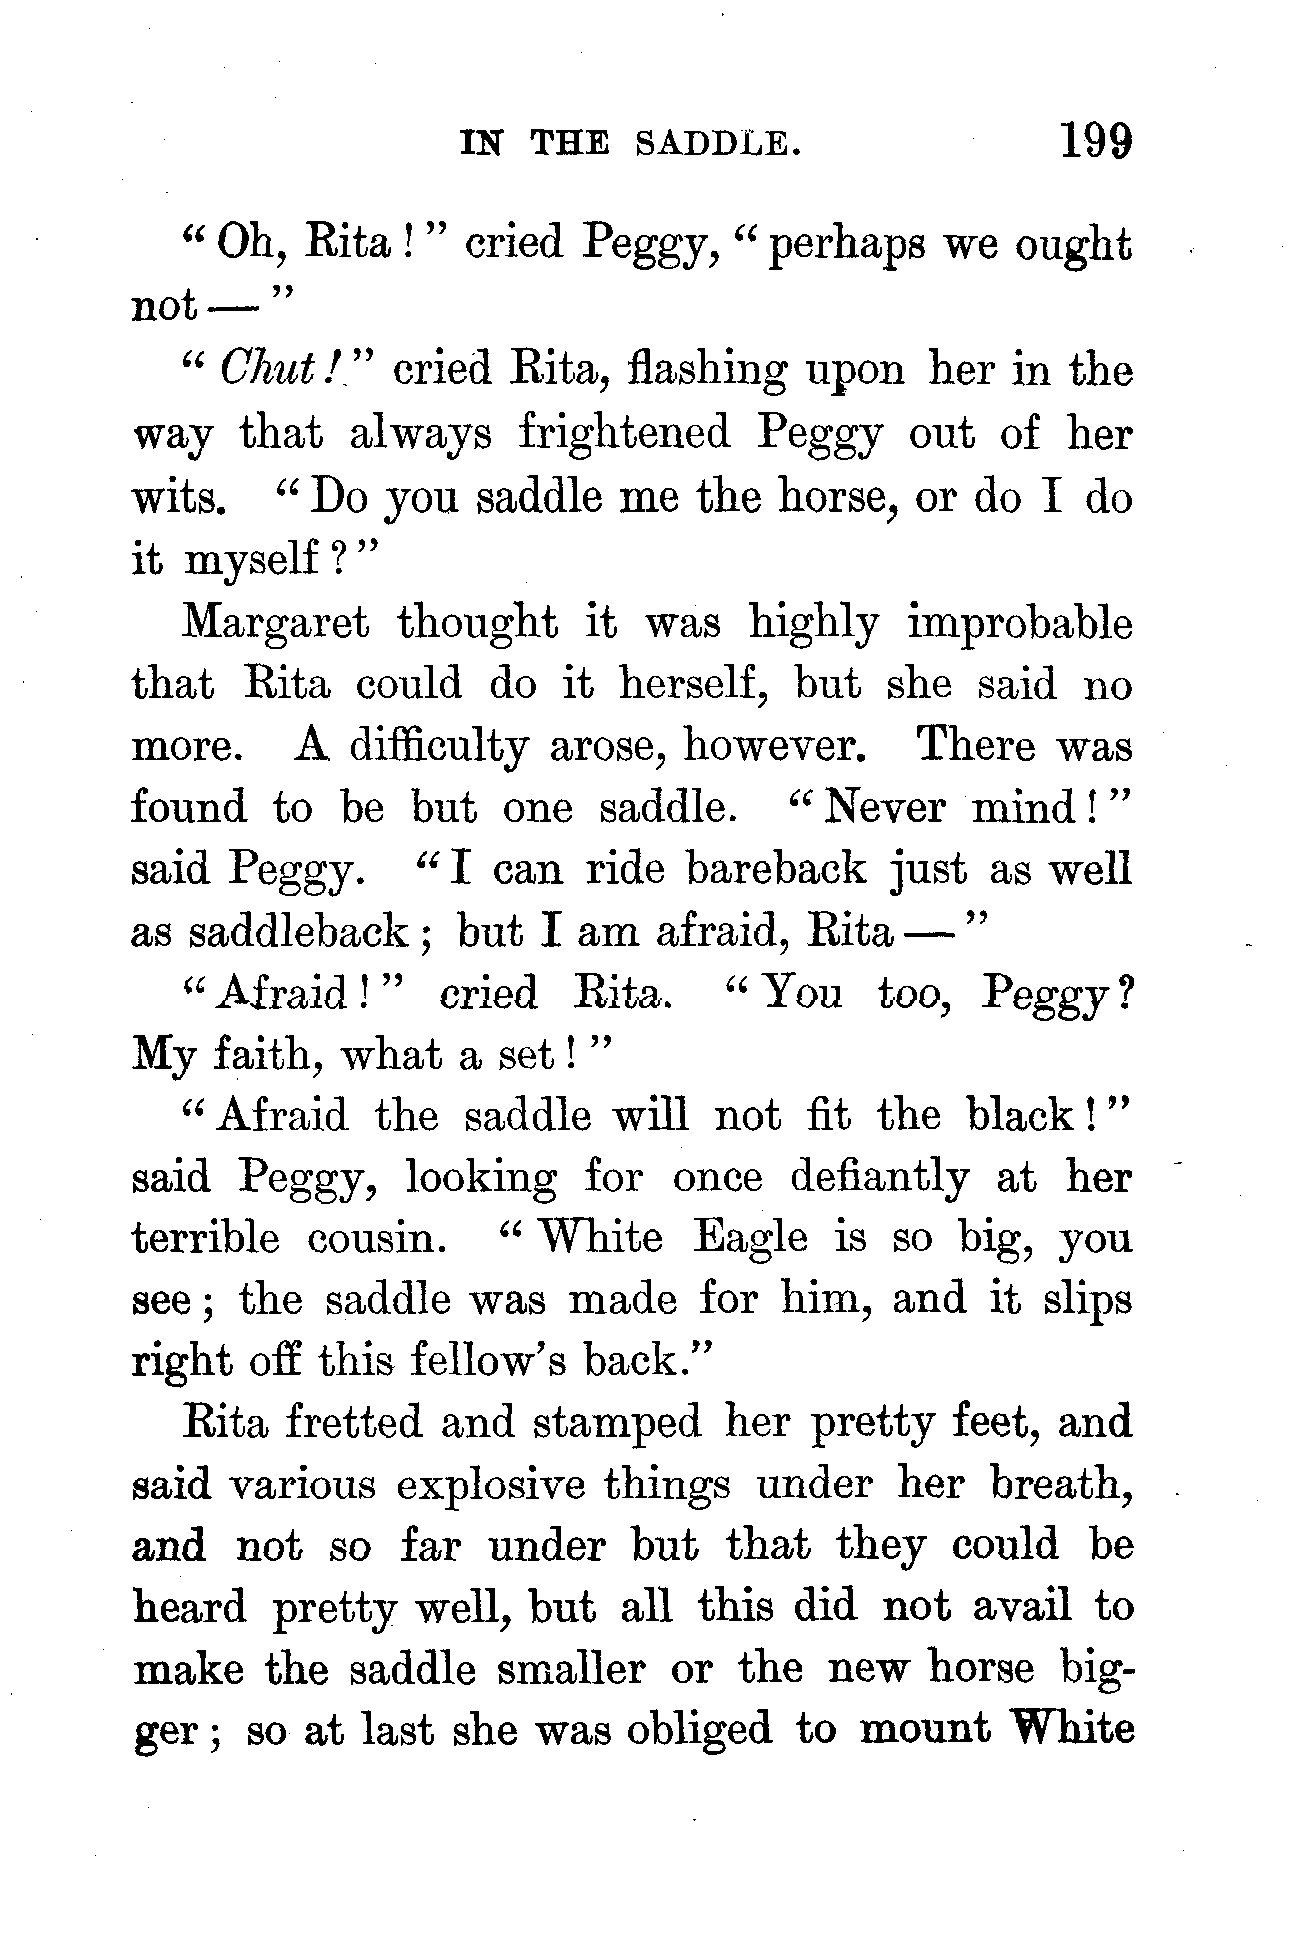 IN THE SADDLE. 199
“Oh, Rita!” cried Peggy, “perhaps we ought
not—”
“Chut!” cried Rita, flashing upon her in the
way that always frightened Peggy out of her
wits. “Do you saddle me the horse, or do I do
it myself?”
Margaret thought it was highly improbable
that Rita could do it herself, but she said no
more. A difficulty arose, however. There was
found to be but one saddle. “Never mind!”
said Peggy. “I can ride bareback just as well
as saddleback; but I am afraid, Rita—”
“Afraid!” cried Rita. “You too, Peggy?
My faith, what a set!”
“Afraid the saddle will not fit the black!”
said Peggy, looking for once defiantly at her
terrible cousin. “White Eagle is so big, you
see; the saddle was made for him, and it slips
right off this fellow’s back.”
Rita fretted and stamped her pretty feet, and
said various explosive things under her breath,
and not so far under but that they could be
heard pretty well, but all this did not avail to
make the saddle smaller or the new horse big-
ger; so at last she was obliged to mount White